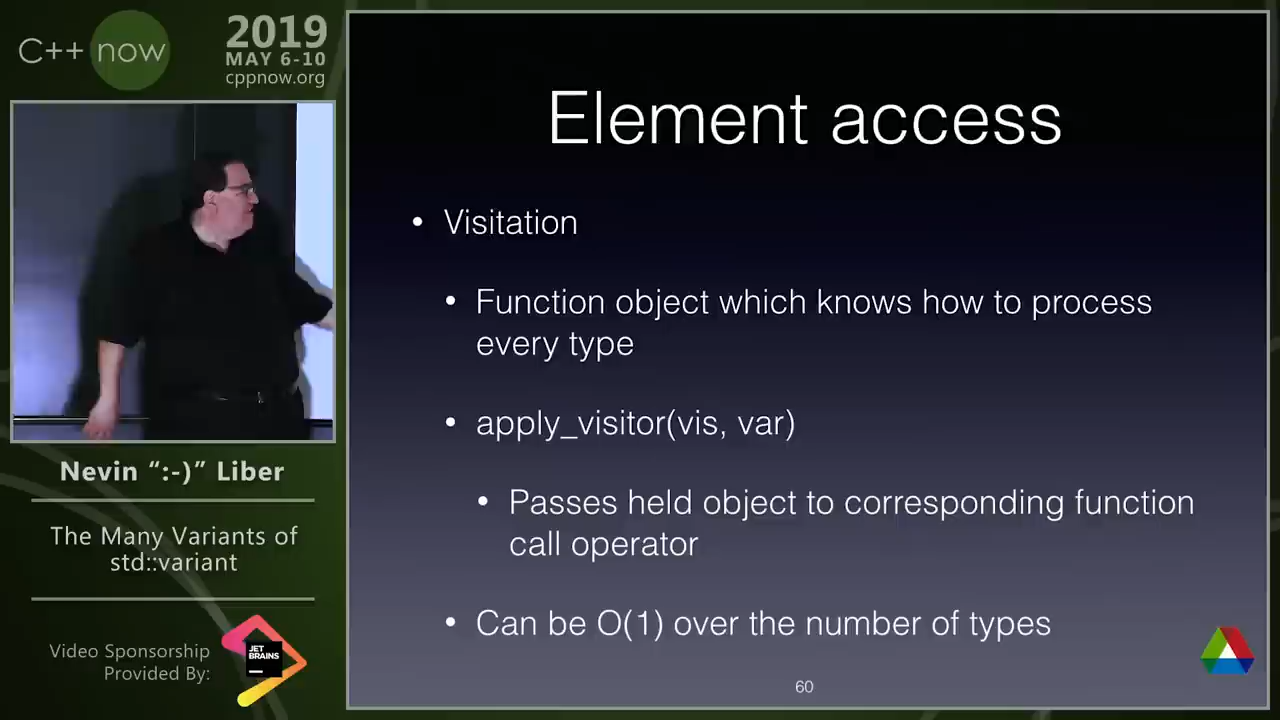 C++ now
2019
MAY 6-10
cppnow.org
Nevin “:-)” Liber
The Many Variants of
std::variant
Video Sponsorship
Provided By:
JET
BRAINS
Element access
• Visitation
• Function object which knows how to process
every type
• apply_visitor(vis, var)
• Passes held object to corresponding function
call operator
• Can be O(1) over the number of types
60